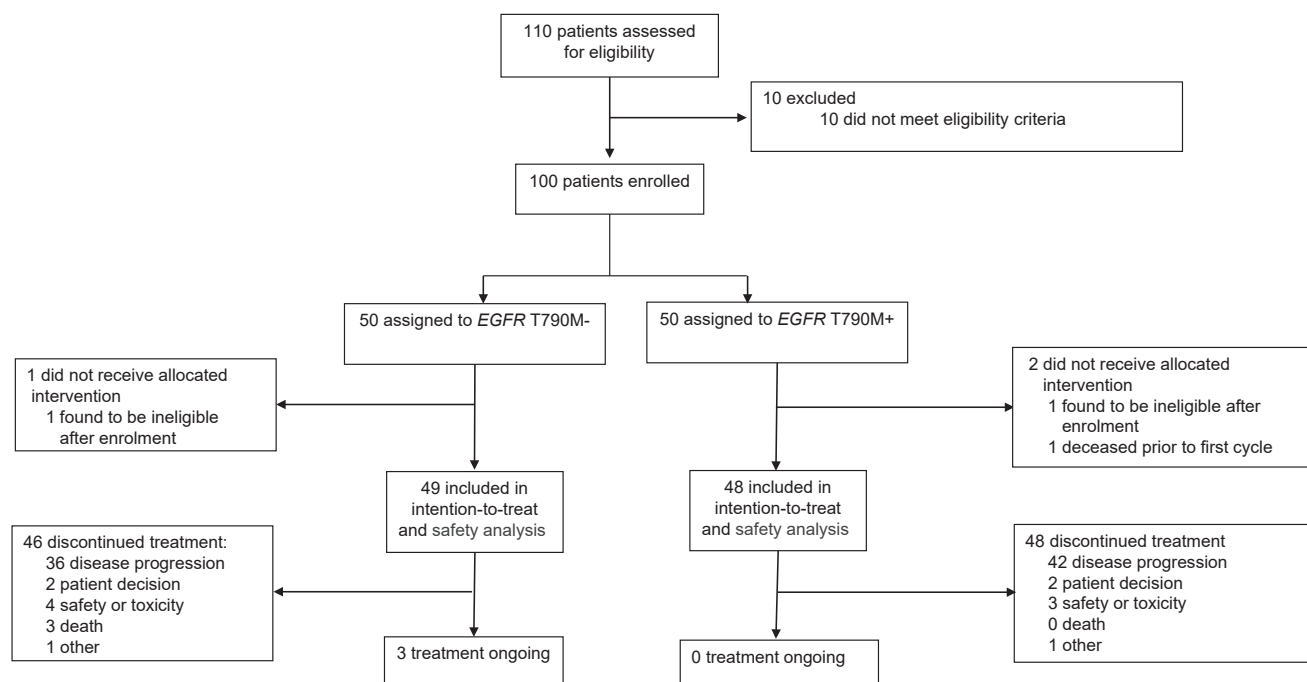 110 patients assessed
for eligibility
10 excluded
10 did not meet eligibility criteria
100 patients enrolled
50 assigned to EGFR T790M-
50 assigned to EGFR T790M+
1 did not receive allocated
intervention
1 found to be ineligible
after enrolment
2 did not receive allocated
intervention
1 found to be ineligible after
enrolment
1 deceased prior to first cycle
49 included in
intention-to-treat
and safety analysis
48 included in
intention-to-treat
and safety analysis
46 discontinued treatment:
36 disease progression
2 patient decision
4 safety or toxicity
3 death
1 other
48 discontinued treatment
42 disease progression
2 patient decision
3 safety or toxicity
0 death
1 other
3 treatment ongoing
0 treatment ongoing